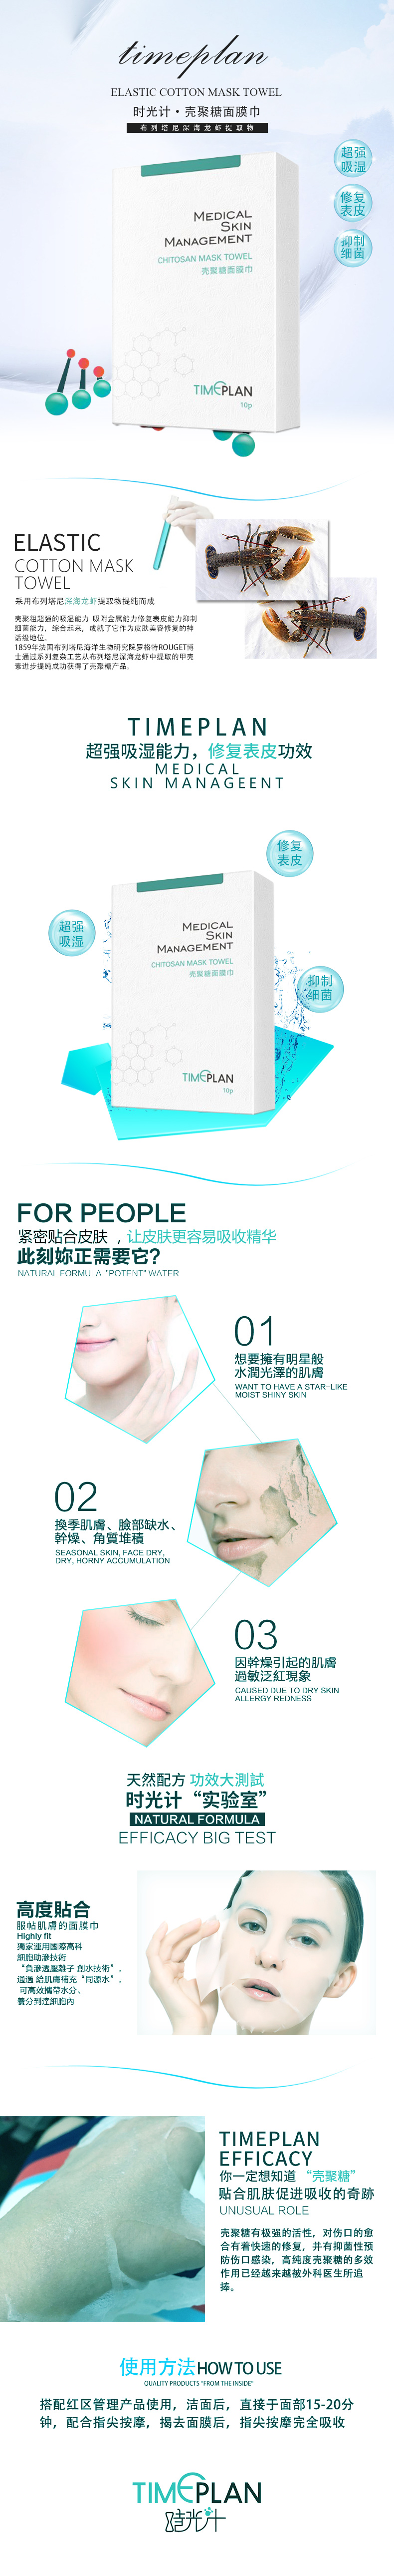 timeplan
ELASTIC COTTON MASK TOWEL
时光计·壳聚糖面膜巾
布列塔尼深海龙虾提取物
超强
吸湿
修复
表皮
抑制
细菌
MEDICAL
SKIN
MANAGEMENT
CHITOSAN MASK TOWEL
壳聚糖面膜巾
TIMEPLAN
10p
ELASTIC
COTTON MASK
TOWEL
采用布列塔尼深海龙虾提取物提纯而成
壳聚粗超强的吸湿能力 吸附金属能力修复表皮能力抑制
细菌能力，综合起来，成就了它作为皮肤美容修复的神
话级地位.
1859年法国布列塔尼海洋生物研究院罗格特ROUGET博
士通过系列复杂工艺从布列塔尼深海龙虾中提取的甲壳
素进步提纯成功获得了壳聚糖产品.
TIMEPLAN
超强吸湿能力，修复表皮功效
MEDICAL
SKIN MANAGEENT
修复
表皮
超强
吸湿
抑制
细菌
MEDICAL
SKIN
MANAGEMENT
CHITOSAN MASK TOWEL
壳聚糖面膜巾
TIMEPLAN
10p
FOR PEOPLE
紧密贴合皮肤 ，让皮肤更容易吸收精华
此刻妳正需要它?
NATURAL FORMULA "POTENT" WATER
01
想要擁有明星般
水潤光澤的肌膚
WANT TO HAVE A STAR-LIKE
MOIST SHINY SKIN
02
換季肌膚、臉部缺水、
幹燥、角質堆積
SEASONAL SKIN, FACE DRY,
DRY, HORNY ACCUMULATION
03
因幹燥引起的肌膚
過敏泛紅現象
CAUSED DUE TO DRY SKIN
ALLERGY REDNESS
天然配方 功效大測試
时光计“实验室”
NATURAL FORMULA
EFFICACY BIG TEST
高度貼合
服帖肌膚的面膜巾
Highly fit
獨家運用國際高科
細胞助滲技術
“負滲透壓離子 創水技術”，
通過 給肌膚補充“同源水”，
可高效攜帶水分、
養分到達細胞內
TIMEPLAN
EFFICACY
你一定想知道 “壳聚糖”
贴合肌肤促进吸收的奇跡
UNUSUAL ROLE
壳聚糖有极强的活性，对伤口的愈
合有着快速的修复，并有抑菌性预
防伤口感染，高纯度壳聚糖的多效
作用已经越来越被外科医生所追
捧。
使用方法HOW TO USE
QUALITY PRODUCTS "FROM THE INSIDE"
搭配红区管理产品使用，洁面后，直接于面部15-20分
钟，配合指尖按摩，揭去面膜后，指尖按摩完全吸收
TIMEPLAN
時光计